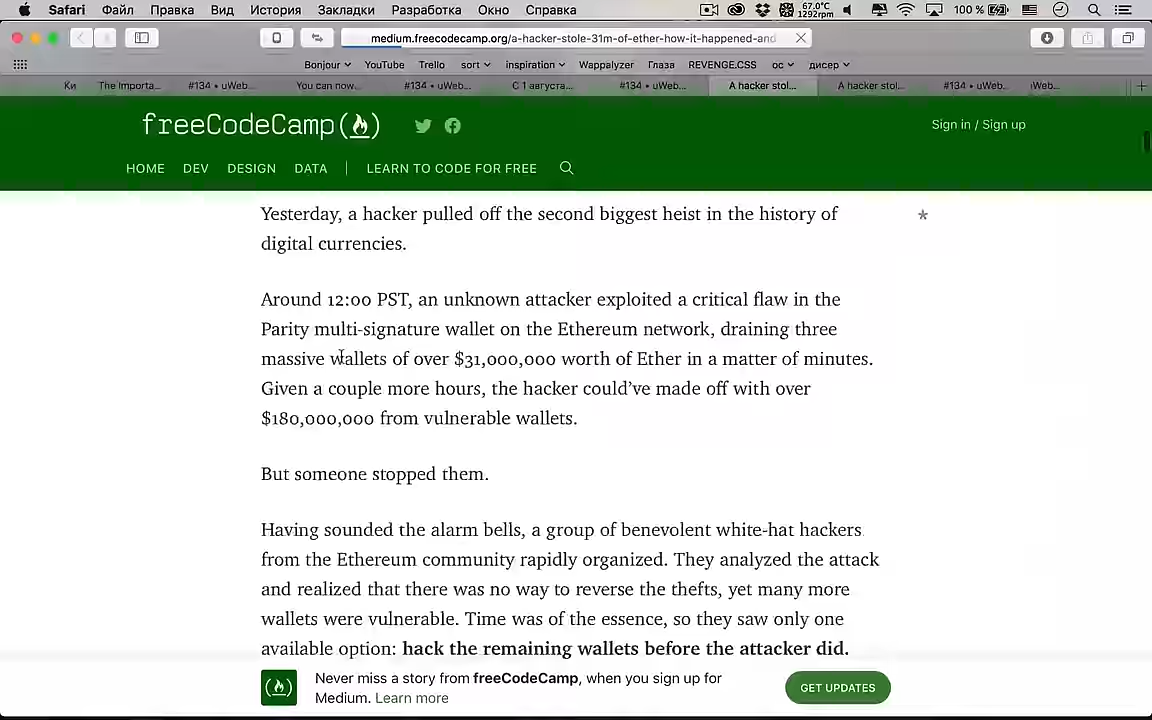 Safari Файл Правка Вид История Закладки Разработка Окно Справка 67.0°C 1292rpm 100 %
medium.freecodecamp.org/a-hacker-stole-31m-of-ether-how-it-happened-and
Bonjour YouTube Trello sort inspiration Wappalyzer Глаза REVENGE.CSS ос дисер
Ки The Importa... #134 • uWeb... You can now... #134 • uWeb... С 1 августа... #134 • uWeb... A hacker stol... A hacker stol... #134 • uWeb... iWeb...
freeCodeCamp Sign in / Sign up
HOME DEV DESIGN DATA | LEARN TO CODE FOR FREE
Yesterday, a hacker pulled off the second biggest heist in the history of *
digital currencies.
Around 12:00 PST, an unknown attacker exploited a critical flaw in the
Parity multi-signature wallet on the Ethereum network, draining three
massive wallets of over $31,000,000 worth of Ether in a matter of minutes.
Given a couple more hours, the hacker could’ve made off with over
$180,000,000 from vulnerable wallets.
But someone stopped them.
Having sounded the alarm bells, a group of benevolent white-hat hackers
from the Ethereum community rapidly organized. They analyzed the attack
and realized that there was no way to reverse the thefts, yet many more
wallets were vulnerable. Time was of the essence, so they saw only one
available option: hack the remaining wallets before the attacker did.
Never miss a story from freeCodeCamp, when you sign up for
Medium. Learn more
GET UPDATES